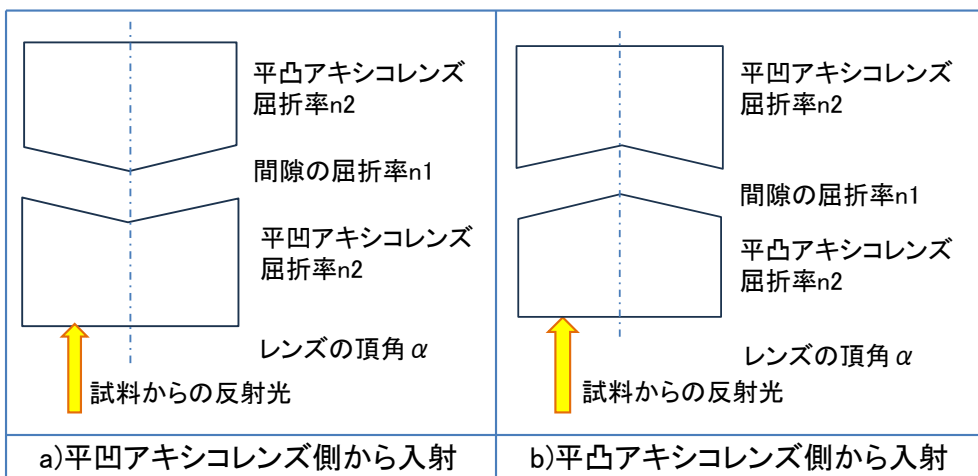 平凸アキシコレンズ
屈折率n2
間隙の屈折率n1
平凹アキシコレンズ
屈折率n2
レンズの頂角α
試料からの反射光
a)平凹アキシコレンズ側から入射
平凹アキシコレンズ
屈折率n2
間隙の屈折率n1
平凸アキシコレンズ
屈折率n2
レンズの頂角α
試料からの反射光
b)平凸アキシコレンズ側から入射